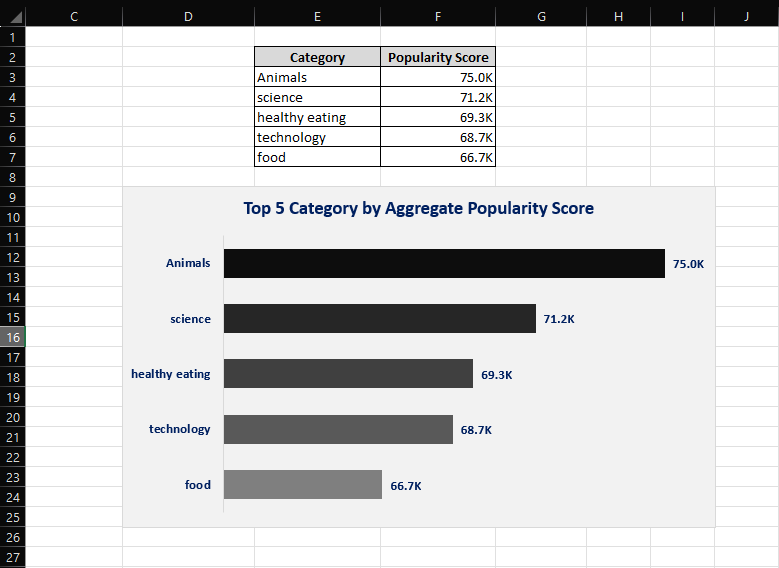 C D E F G H I J
1
2 Category Popularity Score
3 Animals 75.0K
4 science 71.2K
5 healthy eating 69.3K
6 technology 68.7K
7 food 66.7K
8
9
Top 5 Category by Aggregate Popularity Score
10
11
12
Animals 75.0K
13
14
15
science 71.2K
16
17
18
healthy eating 69.3K
19
20
21
technology 68.7K
22
23
food 66.7K
24
25
26
27